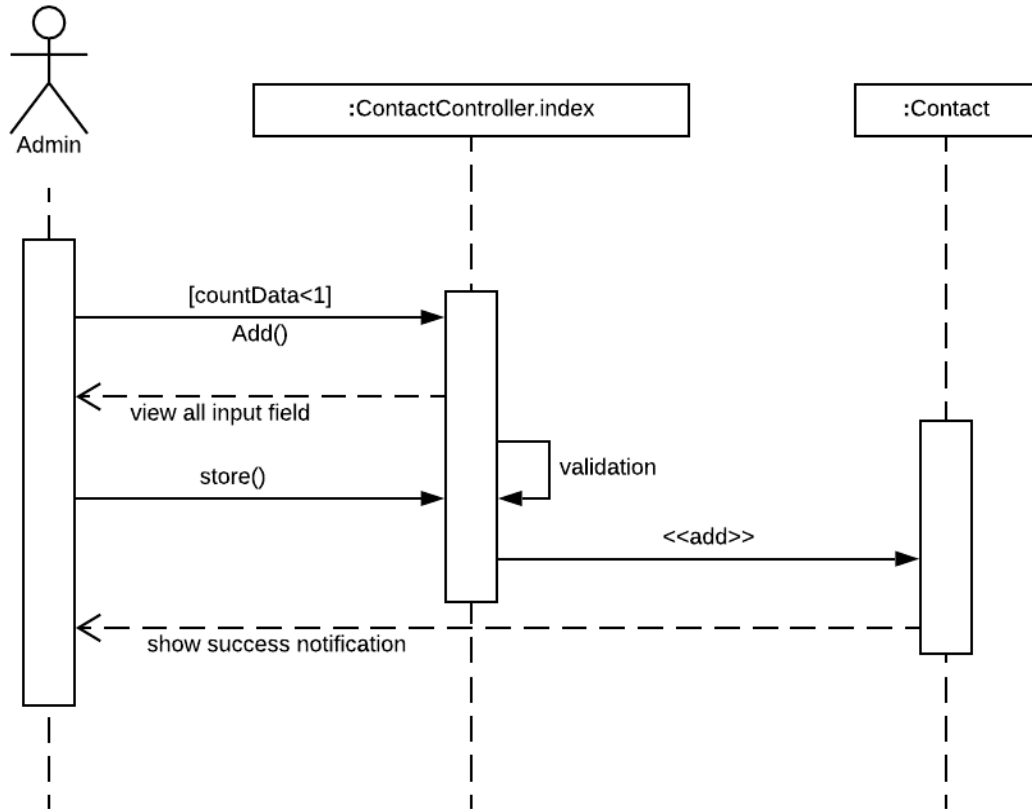 :ContactController.index
:Contact
Admin
[countData<1]
Add()
view all input field
validation
store()
<<add>>
show success notification